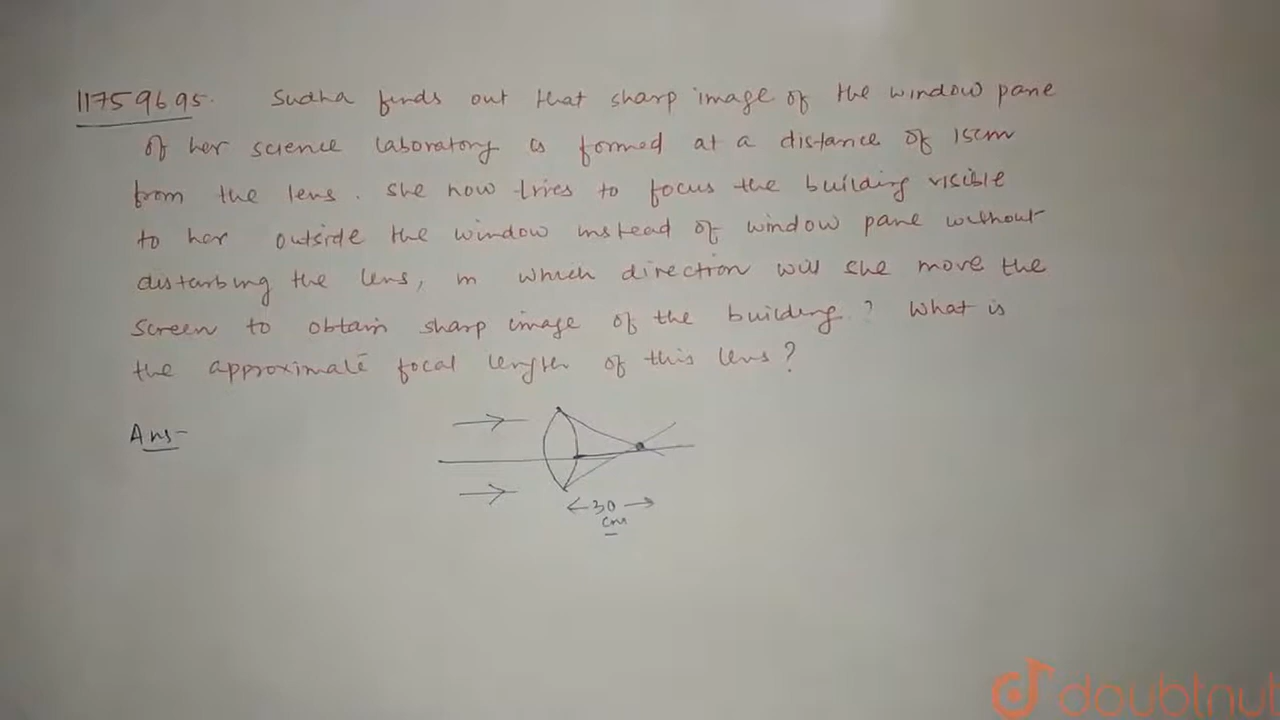 11759695. Sudha finds out that sharp image of the window pane
of her science laboratory is formed at a distance of 15cm
from the lens. She now tries to focus the building visible
to her outside the window instead of window pane without
disturbing the lens, in which direction will she move the
screen to obtain sharp image of the building? What is
the approximate focal length of this lens?
Ans-
30
cm
doubtnut